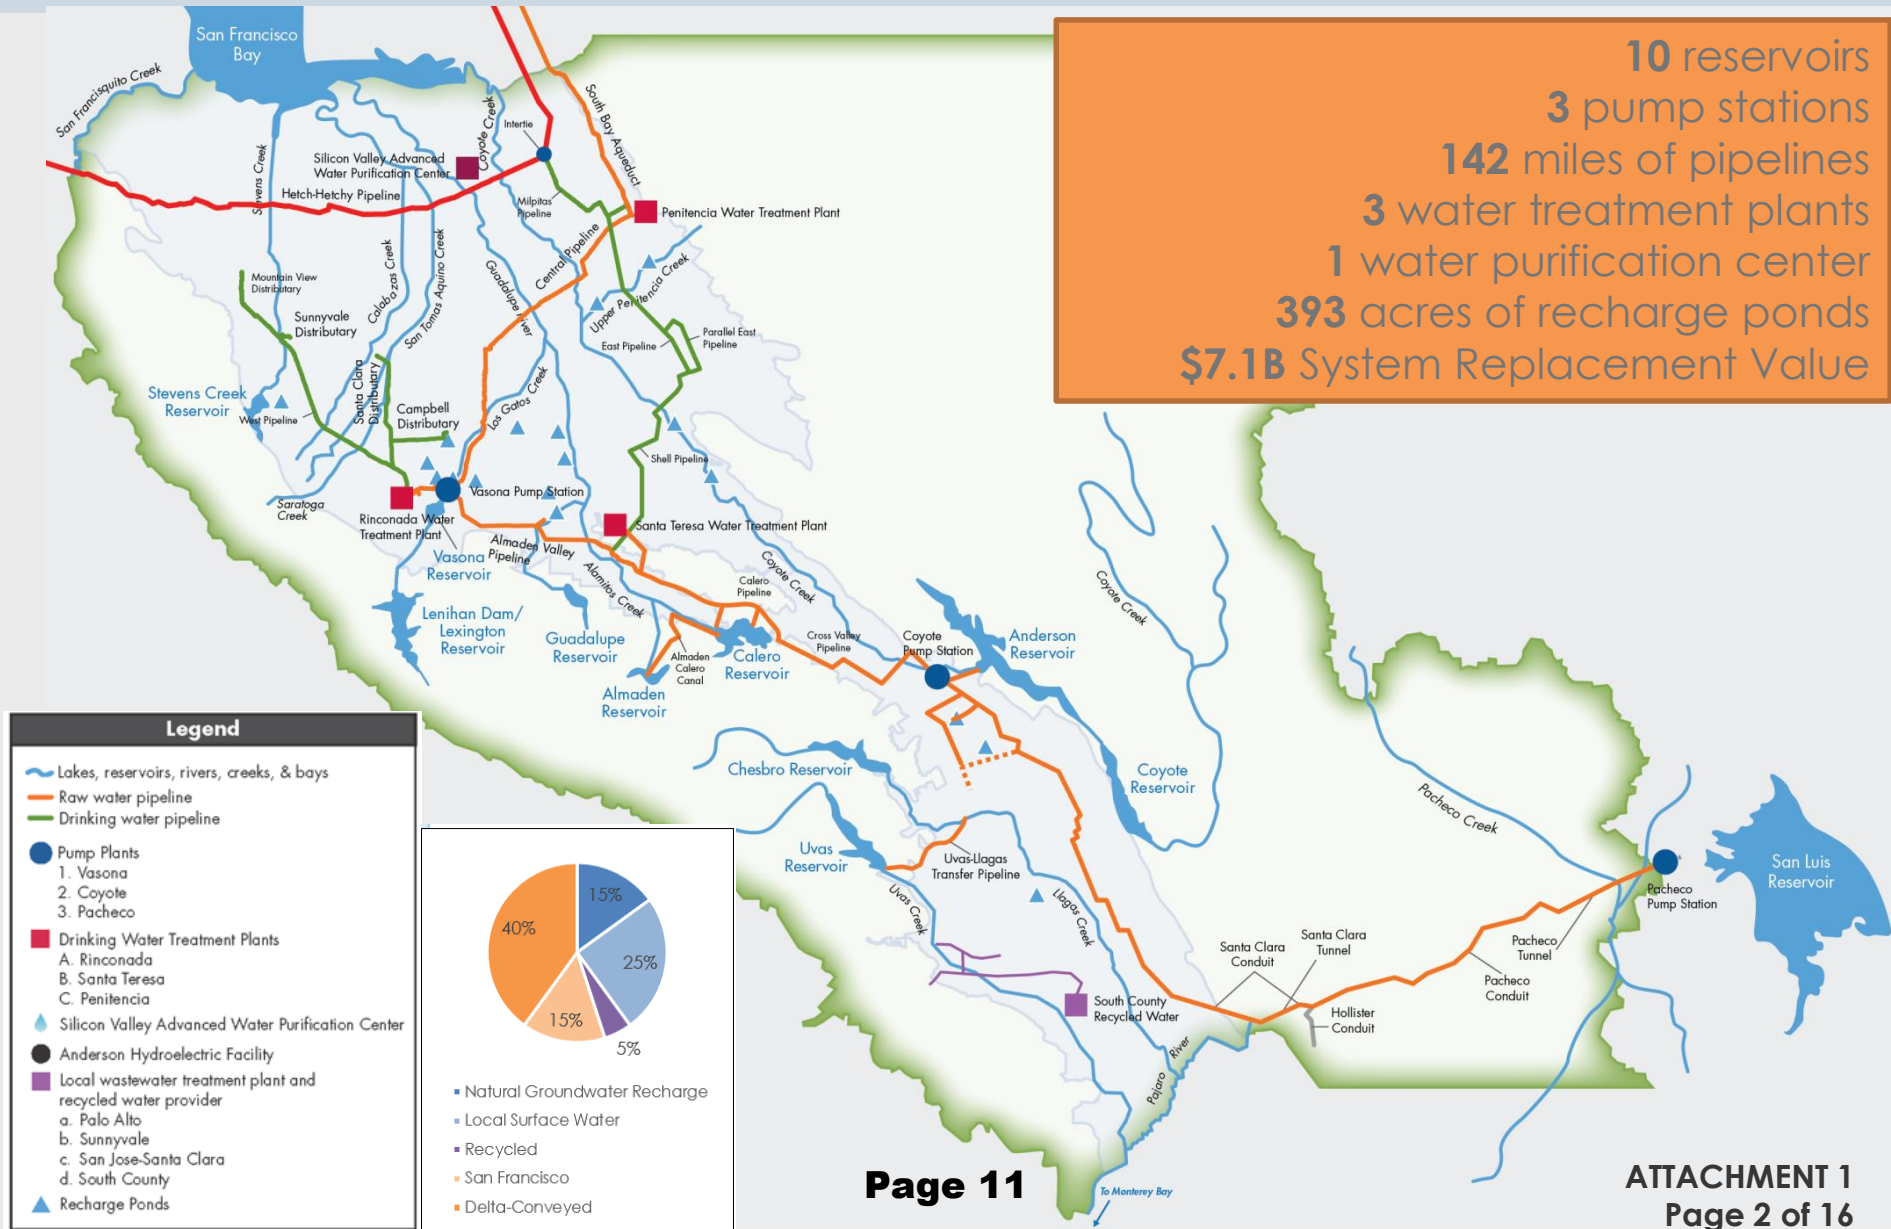 San Francisco
Bay
San Francisquito Creek
10 reservoirs
3 pump stations
142 miles of pipelines
3 water treatment plants
1 water purification center
393 acres of recharge ponds
$7.1B System Replacement Value
Coyote Creek
Intertie
South Bay Aqueduct
Stevens Creek
Silicon Valley Advanced
Water Purification Center
Hetch-Hetchy Pipeline
Milpitas
Pipeline
Penitencia Water Treatment Plant
Central Pipeline
Calabazas Creek
San Tomas Aquino Creek
Guadalupe river
Upper Penitencia Creek
Mountain View
Distributary
Sunnyvale
Distributary
East Pipeline
Parallel East
Pipeline
Santa Clara
Distributary
Los Gatos Creek
Stevens Creek
Reservoir
West Pipeline
Campbell
Distributary
Shell Pipeline
Saratoga
Creek
Vasona Pump Station
Rinconada Water
Treatment Plant
Santa Teresa Water Treatment Plant
Vasona
Reservoir
Almaden Valley
Pipeline
Alamitos Creek
Coyote Creek
Calero
Pipeline
Coyote Creek
Lenihan Dam/
Lexington
Reservoir
Guadalupe
Reservoir
Almaden
Calero
Canal
Calero
Reservoir
Cross Valley
Pipeline
Coyote
Pump Station
Anderson
Reservoir
Almaden
Reservoir
Chesbro Reservoir
Coyote
Reservoir
Pacheco Creek
Uvas
Reservoir
Uvas-Llagas
Transfer Pipeline
Uvas Creek
Llagas Creek
San Luis
Reservoir
Pacheco
Pump Station
Santa Clara
Conduit
Santa Clara
Tunnel
Pacheco
Tunnel
Pacheco
Conduit
South County
Recycled Water
Hollister
Conduit
Pajaro River
To Monterey Bay
Legend
Lakes, reservoirs, rivers, creeks, & bays
Raw water pipeline
Drinking water pipeline
Pump Plants
1. Vasona
2. Coyote
3. Pacheco
Drinking Water Treatment Plants
A. Rinconada
B. Santa Teresa
C. Penitencia
Silicon Valley Advanced Water Purification Center
Anderson Hydroelectric Facility
Local wastewater treatment plant and
recycled water provider
a. Palo Alto
b. Sunnyvale
c. San Jose-Santa Clara
d. South County
Recharge Ponds
15%
40%
25%
15%
5%
Natural Groundwater Recharge
Local Surface Water
Recycled
San Francisco
Delta-Conveyed
Page 11
ATTACHMENT 1
Page 2 of 16